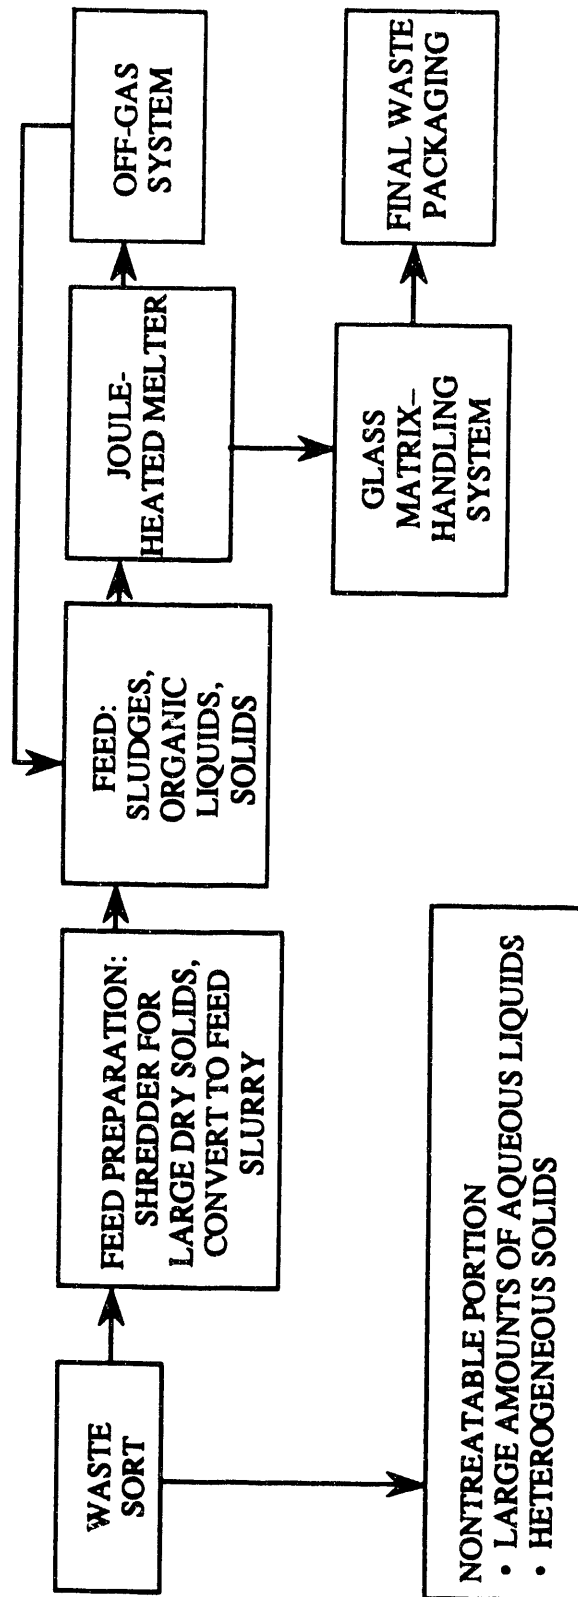 WASTE
SORT
FEED PREPARATION:
SHREDDER FOR
LARGE DRY SOLIDS,
CONVERT TO FEED
SLURRY
FEED:
SLUDGES,
ORGANIC
LIQUIDS,
SOLIDS
JOULE-
HEATED MELTER
OFF-GAS
SYSTEM
GLASS
MATRIX–
HANDLING
SYSTEM
FINAL WASTE
PACKAGING
NONTREATABLE PORTION
• LARGE AMOUNTS OF AQUEOUS LIQUIDS
• HETEROGENEOUS SOLIDS